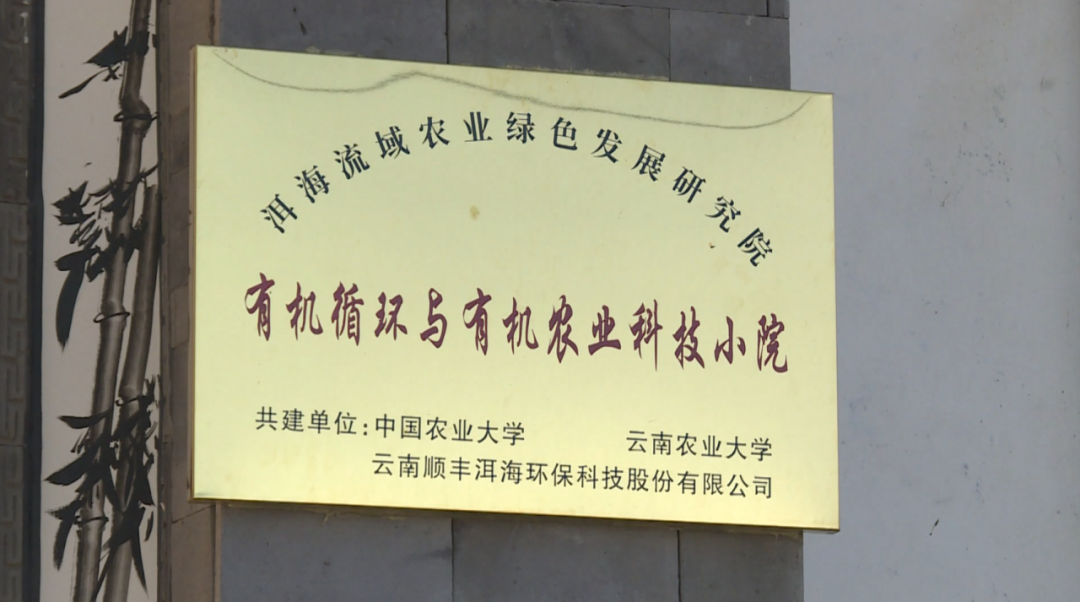 洱海流域农业绿色发展研究院
有机循环与有机农业科技小院
共建单位:中国农业大学 云南农业大学
云南顺丰洱海环保科技股份有限公司